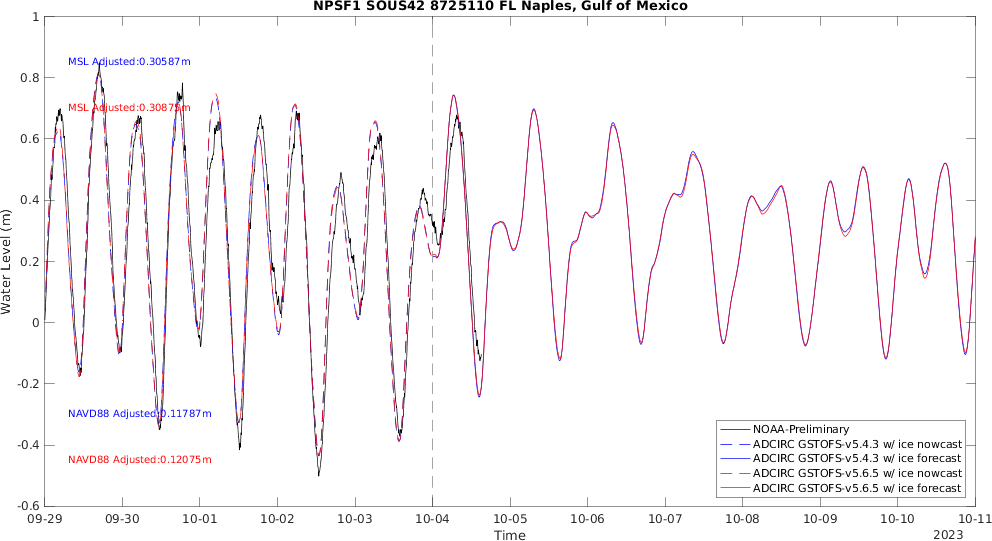 NPSF1 SOUS42 8725110 FL Naples, Gulf of Mexico
1
0.8
0.6
0.4
0.2
0
-0.2
-0.4
-0.6
Water Level (m)
MSL Adjusted:0.30587m
MSL Adjusted:0.30875m
NAVD88 Adjusted:0.11787m
NAVD88 Adjusted:0.12075m
NOAA-Preliminary
ADCIRC GSTOFS-v5.4.3 w/ ice nowcast
ADCIRC GSTOFS-v5.4.3 w/ ice forecast
ADCIRC GSTOFS-v5.6.5 w/ ice nowcast
ADCIRC GSTOFS-v5.6.5 w/ ice forecast
09-29 09-30 10-01 10-02 10-03 10-04 10-05 10-06 10-07 10-08 10-09 10-10 10-11
Time
2023